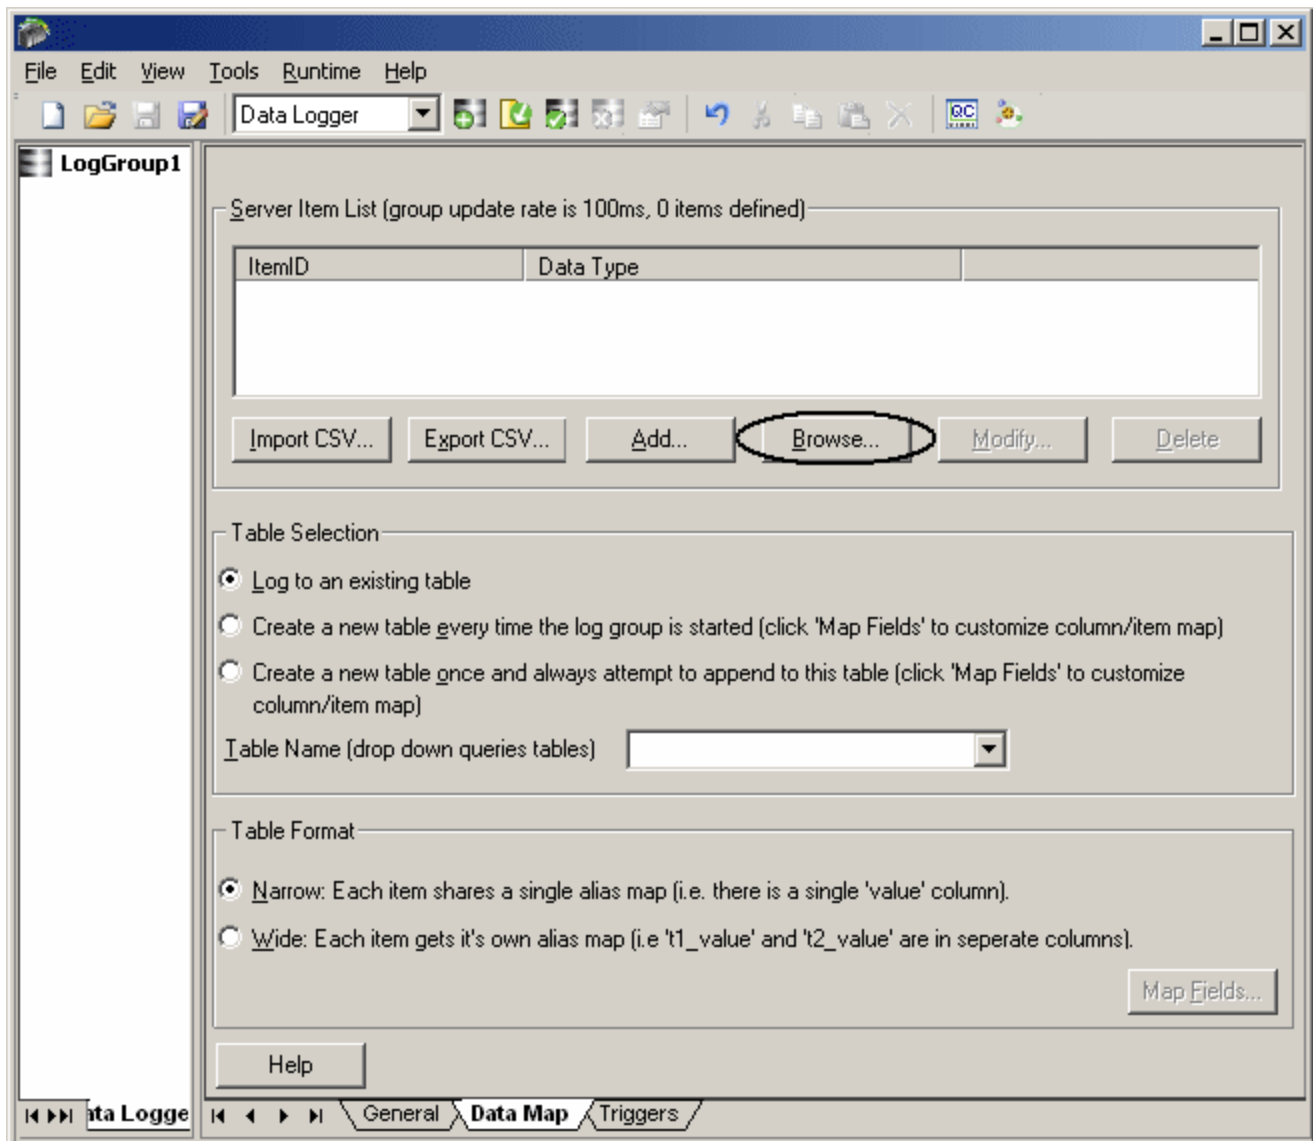 File Edit View Tools Runtime Help
Data Logger QC
LogGroup1
Server Item List (group update rate is 100ms, 0 items defined)
ItemID Data Type
Import CSV... Export CSV... Add... Browse... Modify... Delete
Table Selection
Log to an existing table
Create a new table every time the log group is started (click 'Map Fields' to customize column/item map)
Create a new table once and always attempt to append to this table (click 'Map Fields' to customize
column/item map)
Table Name (drop down queries tables)
Table Format
Narrow: Each item shares a single alias map (i.e. there is a single 'value' column).
Wide: Each item gets it's own alias map (i.e 't1_value' and 't2_value' are in seperate columns).
Map Fields...
Help
ata Logge General Data Map Triggers